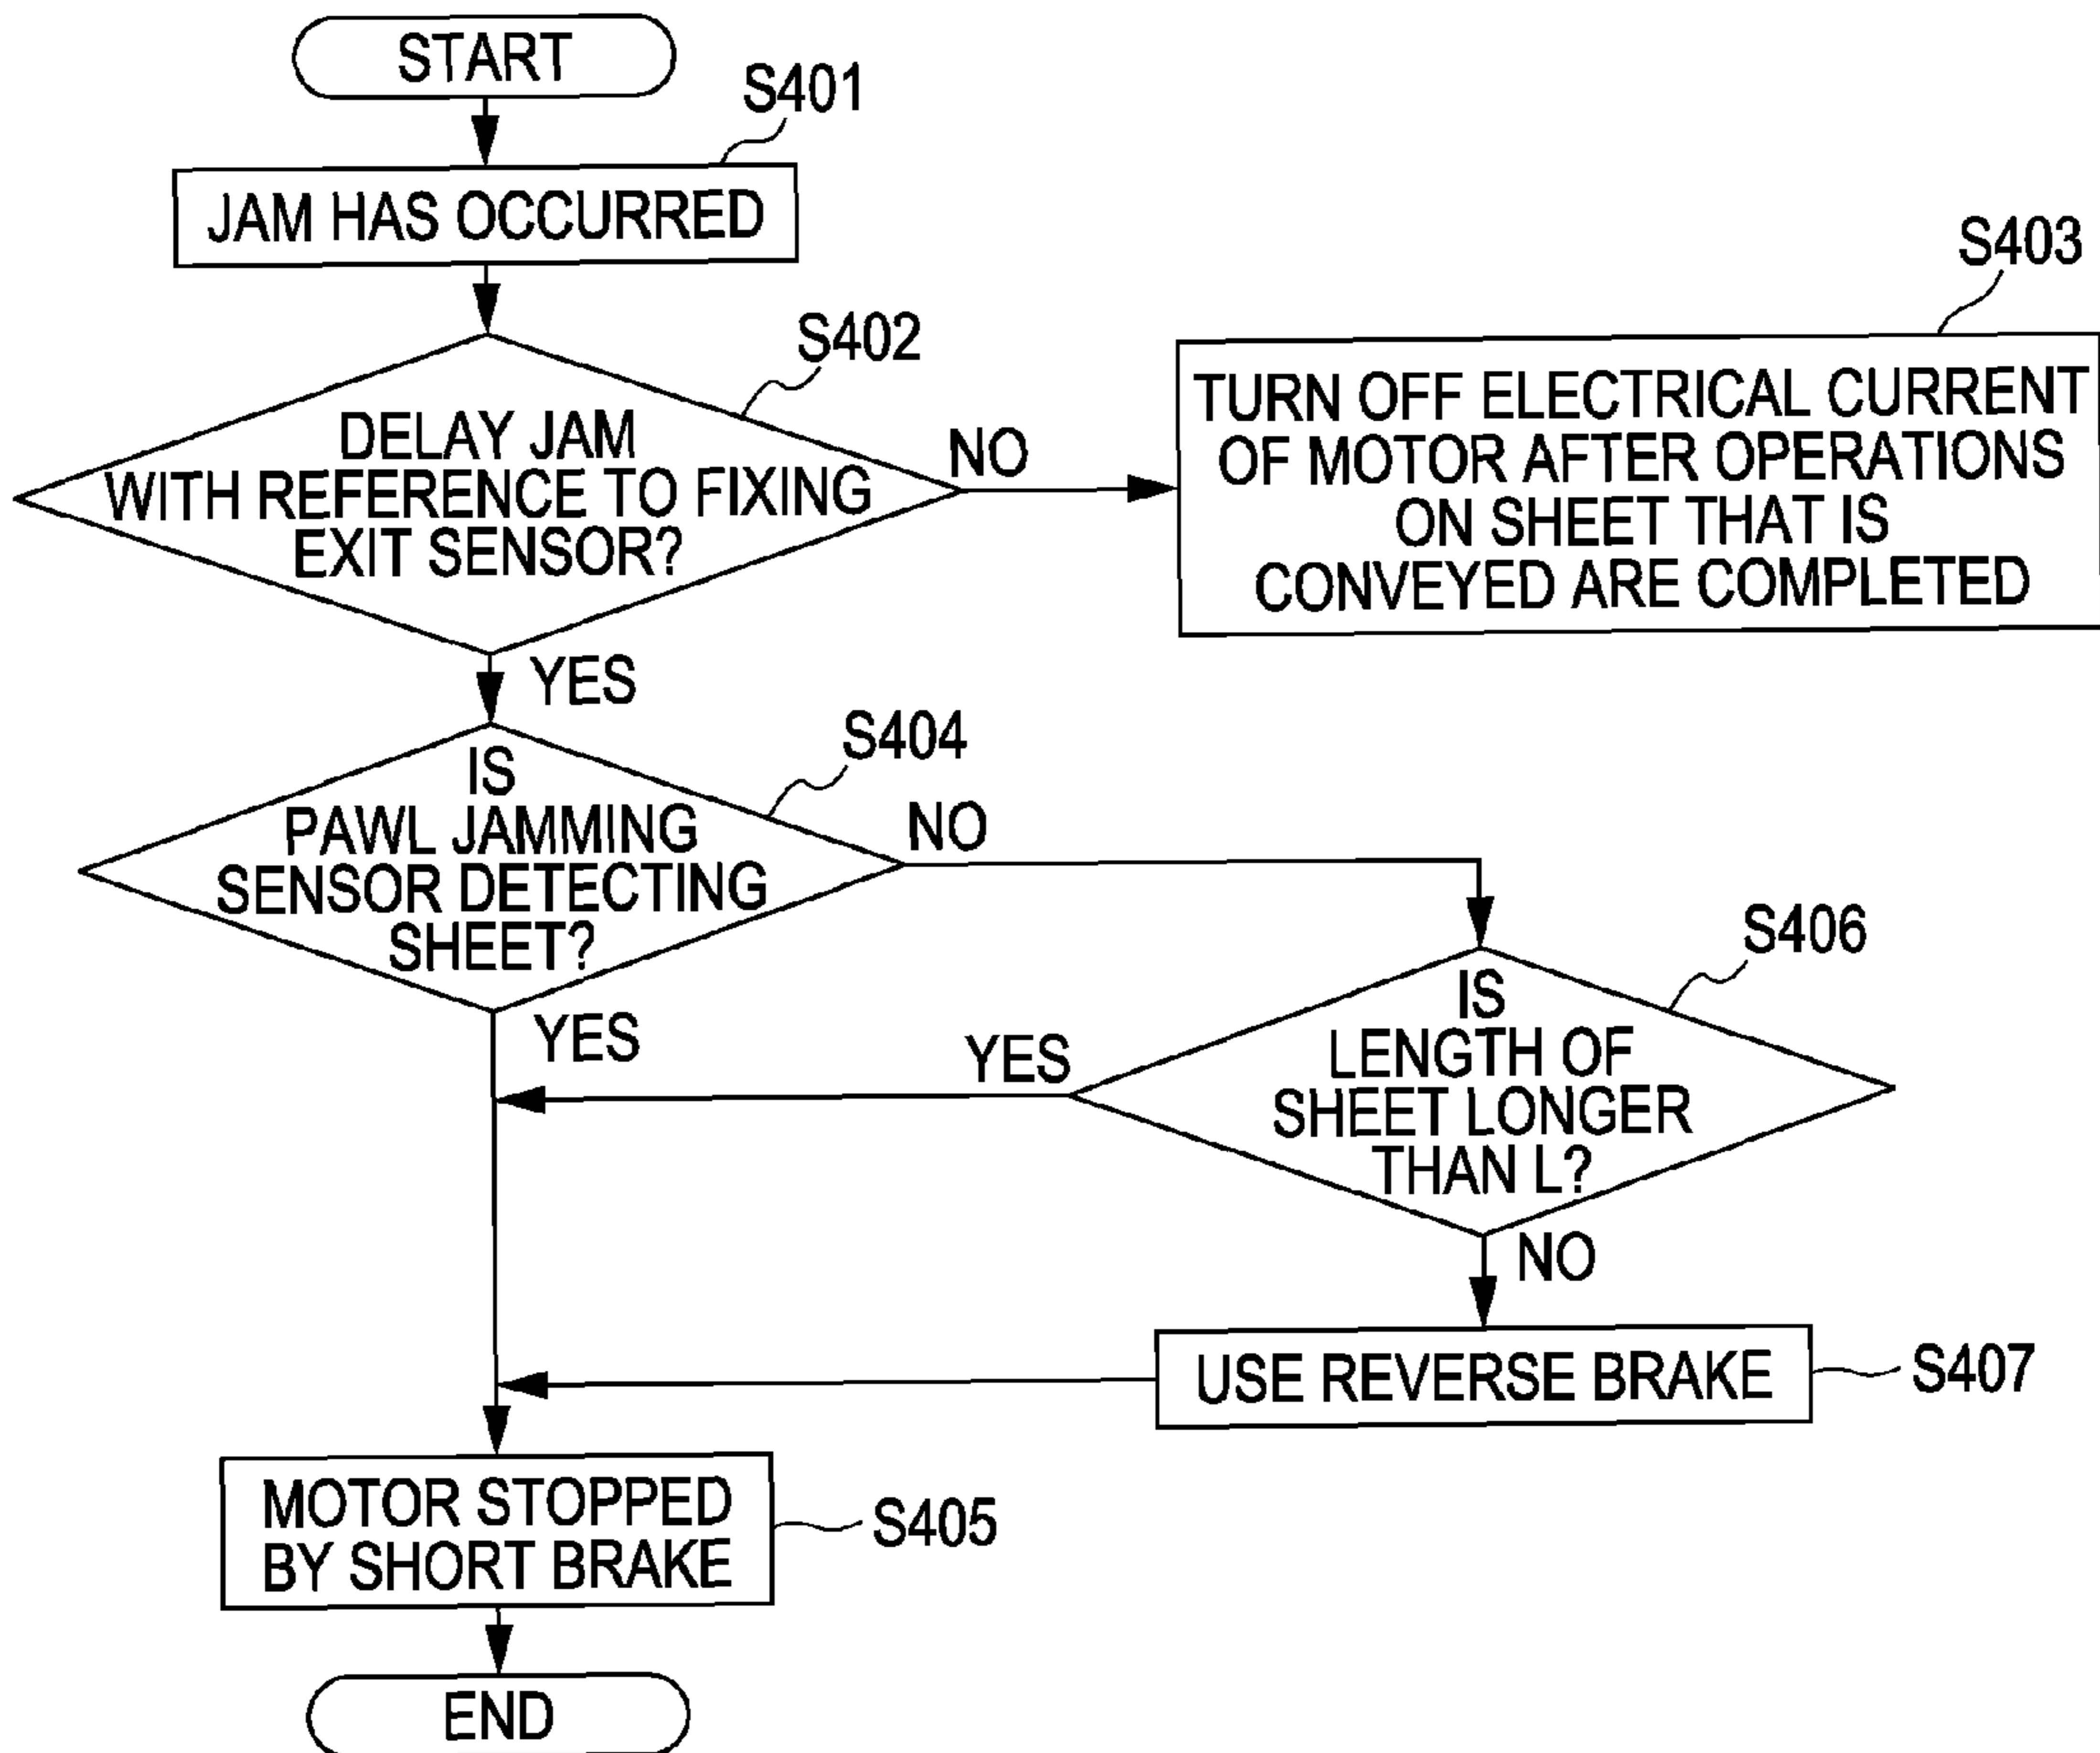 START
S401
JAM HAS OCCURRED
S402
DELAY JAM
WITH REFERENCE TO FIXING
EXIT SENSOR?
NO
S403
TURN OFF ELECTRICAL CURRENT
OF MOTOR AFTER OPERATIONS
ON SHEET THAT IS
CONVEYED ARE COMPLETED
YES
S404
IS
PAWL JAMMING
SENSOR DETECTING
SHEET?
NO
YES
S406
IS
LENGTH OF
SHEET LONGER
THAN L?
YES
NO
USE REVERSE BRAKE
S407
MOTOR STOPPED
BY SHORT BRAKE
S405
END